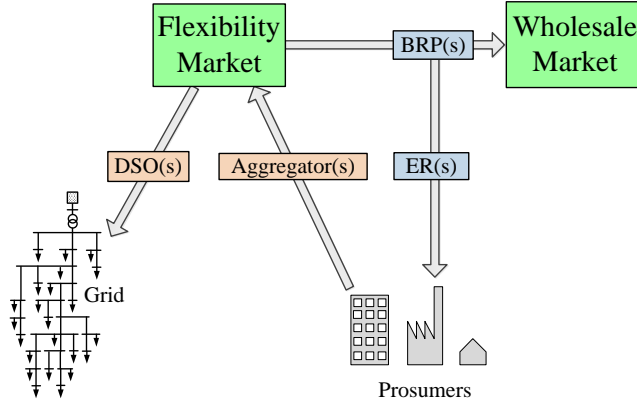 Flexibility
Market
BRP(s)
Wholesale
Market
DSO(s)
Aggregator(s)
ER(s)
Grid
Prosumers